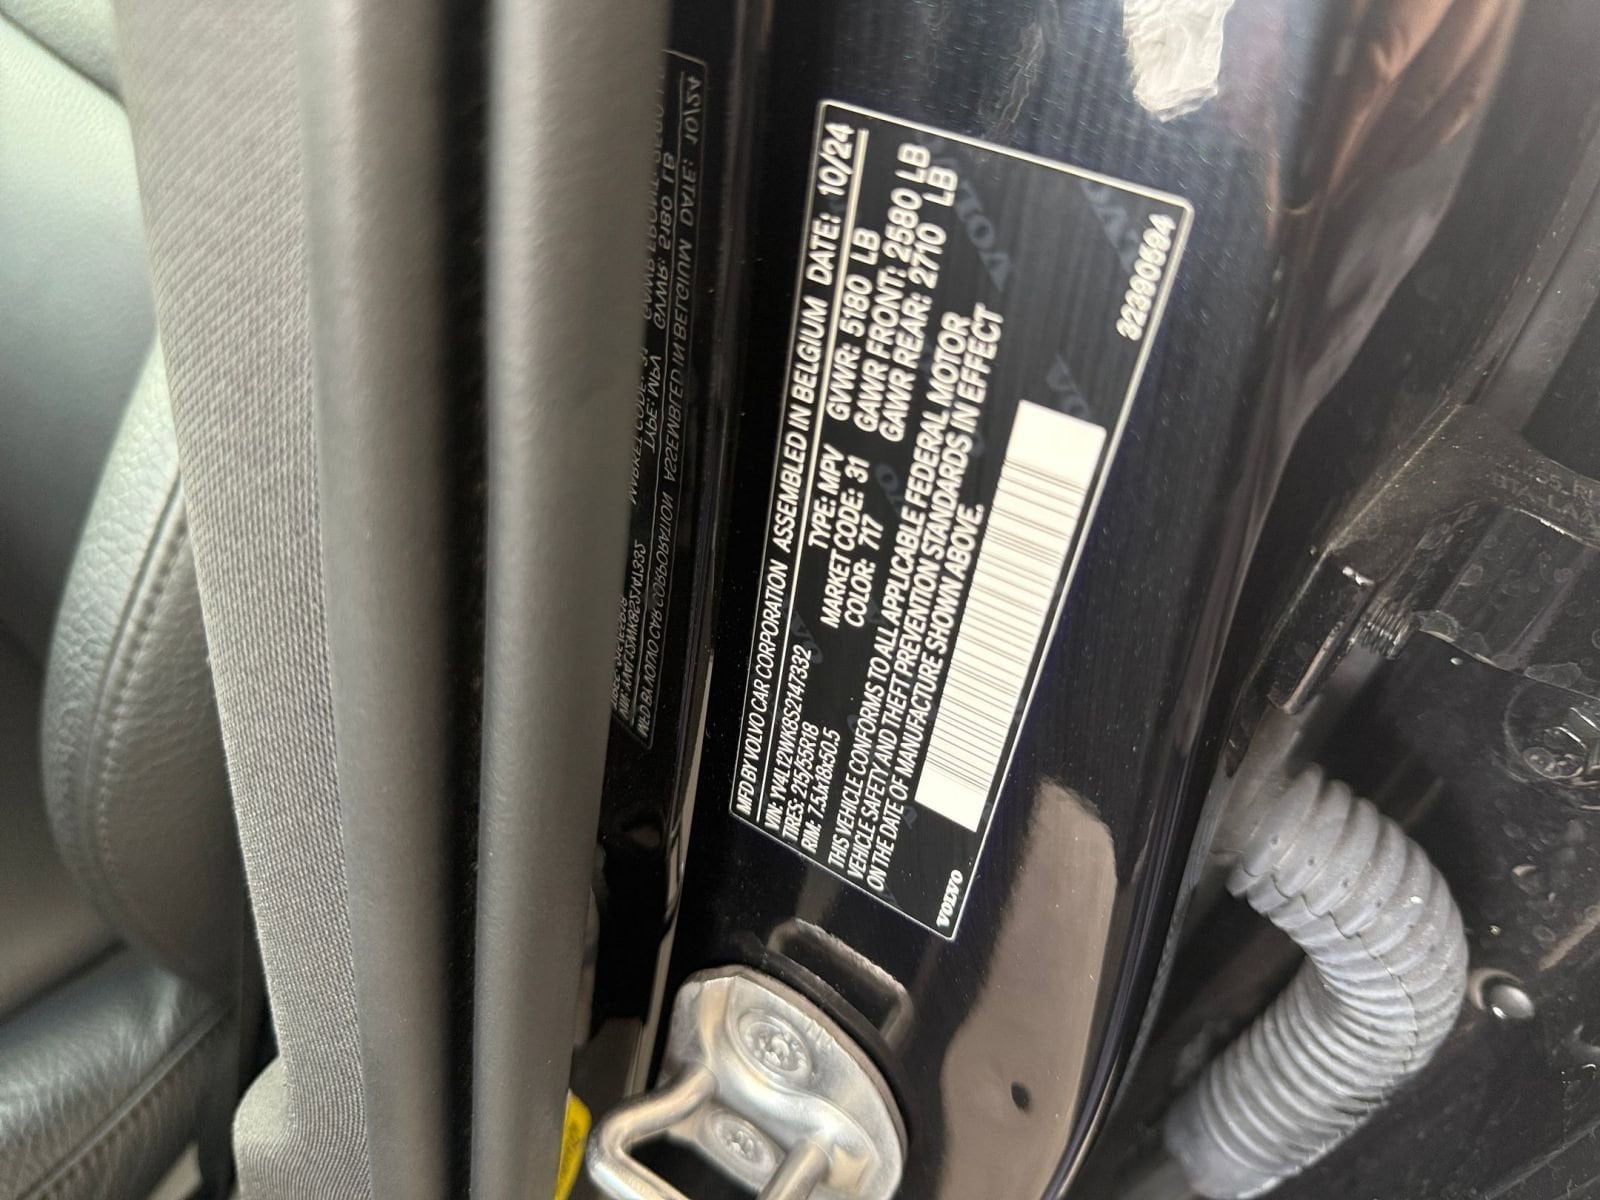 MFD BY VOLVO CAR CORPORATION ASSEMBLED IN BELGIUM DATE: 10/24
VIN: YV4L12WK8S2147332 TYPE: MPV GVWR: 5180 LB
TIRES: 215/55R18 MARKET CODE: 31 GAWR FRONT: 2580 LB
RIM: 7.5Jx18x50.5 COLOR: 717 GAWR REAR: 2710 LB
THIS VEHICLE CONFORMS TO ALL APPLICABLE FEDERAL MOTOR
VEHICLE SAFETY AND THEFT PREVENTION STANDARDS IN EFFECT
ON THE DATE OF MANUFACTURE SHOWN ABOVE.
VOLVO 32390594